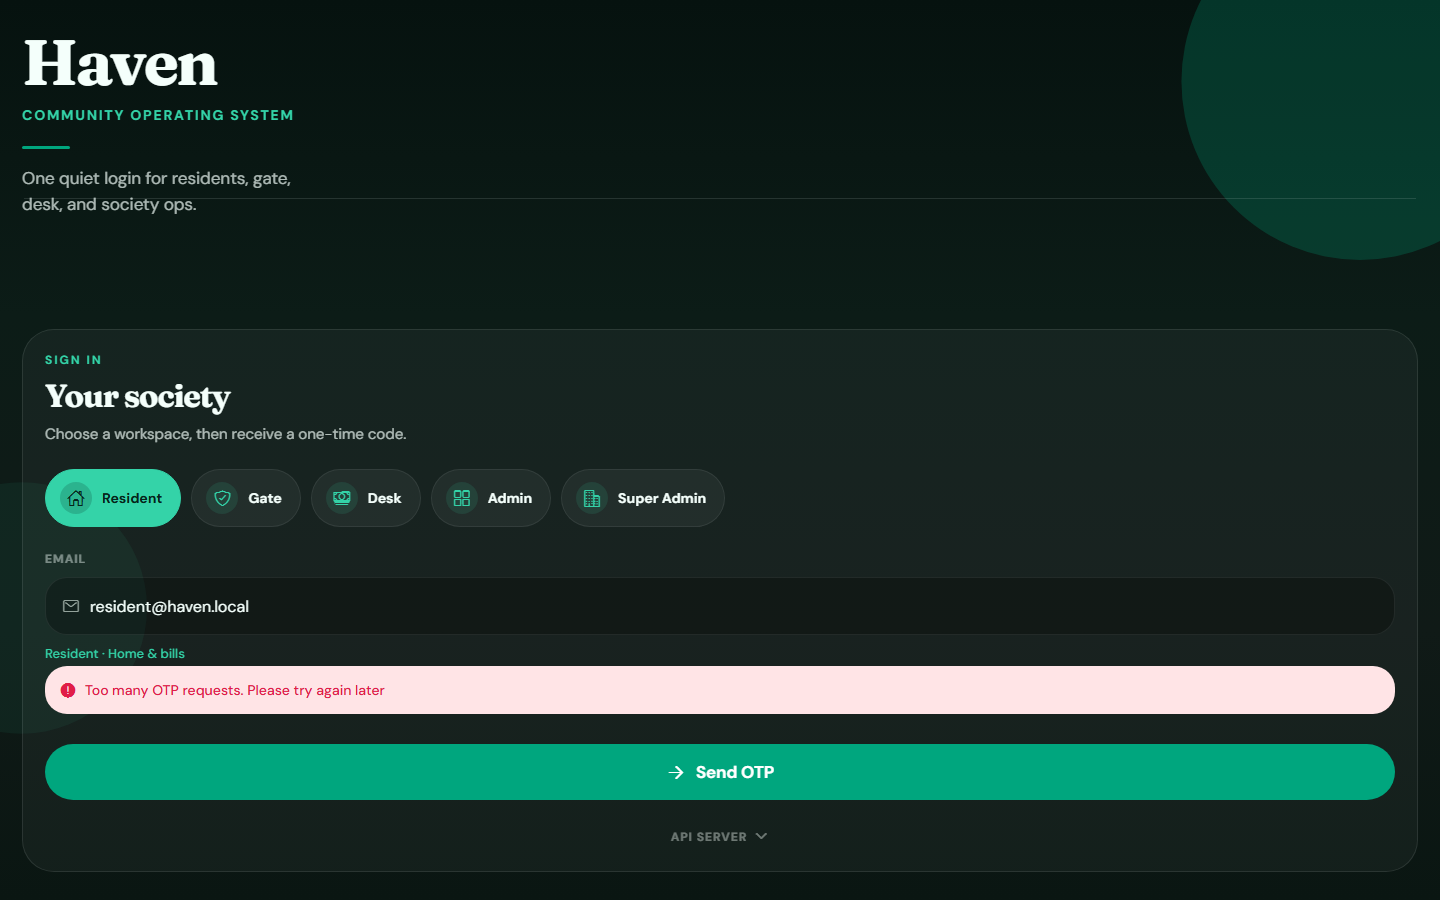 Haven
COMMUNITY OPERATING SYSTEM
One quiet login for residents, gate,
desk, and society ops.
SIGN IN
Your society
Choose a workspace, then receive a one-time code.
Resident
Gate
Desk
Admin
Super Admin
EMAIL
resident@haven.local
Resident · Home & bills
Too many OTP requests. Please try again later
Send OTP
API SERVER